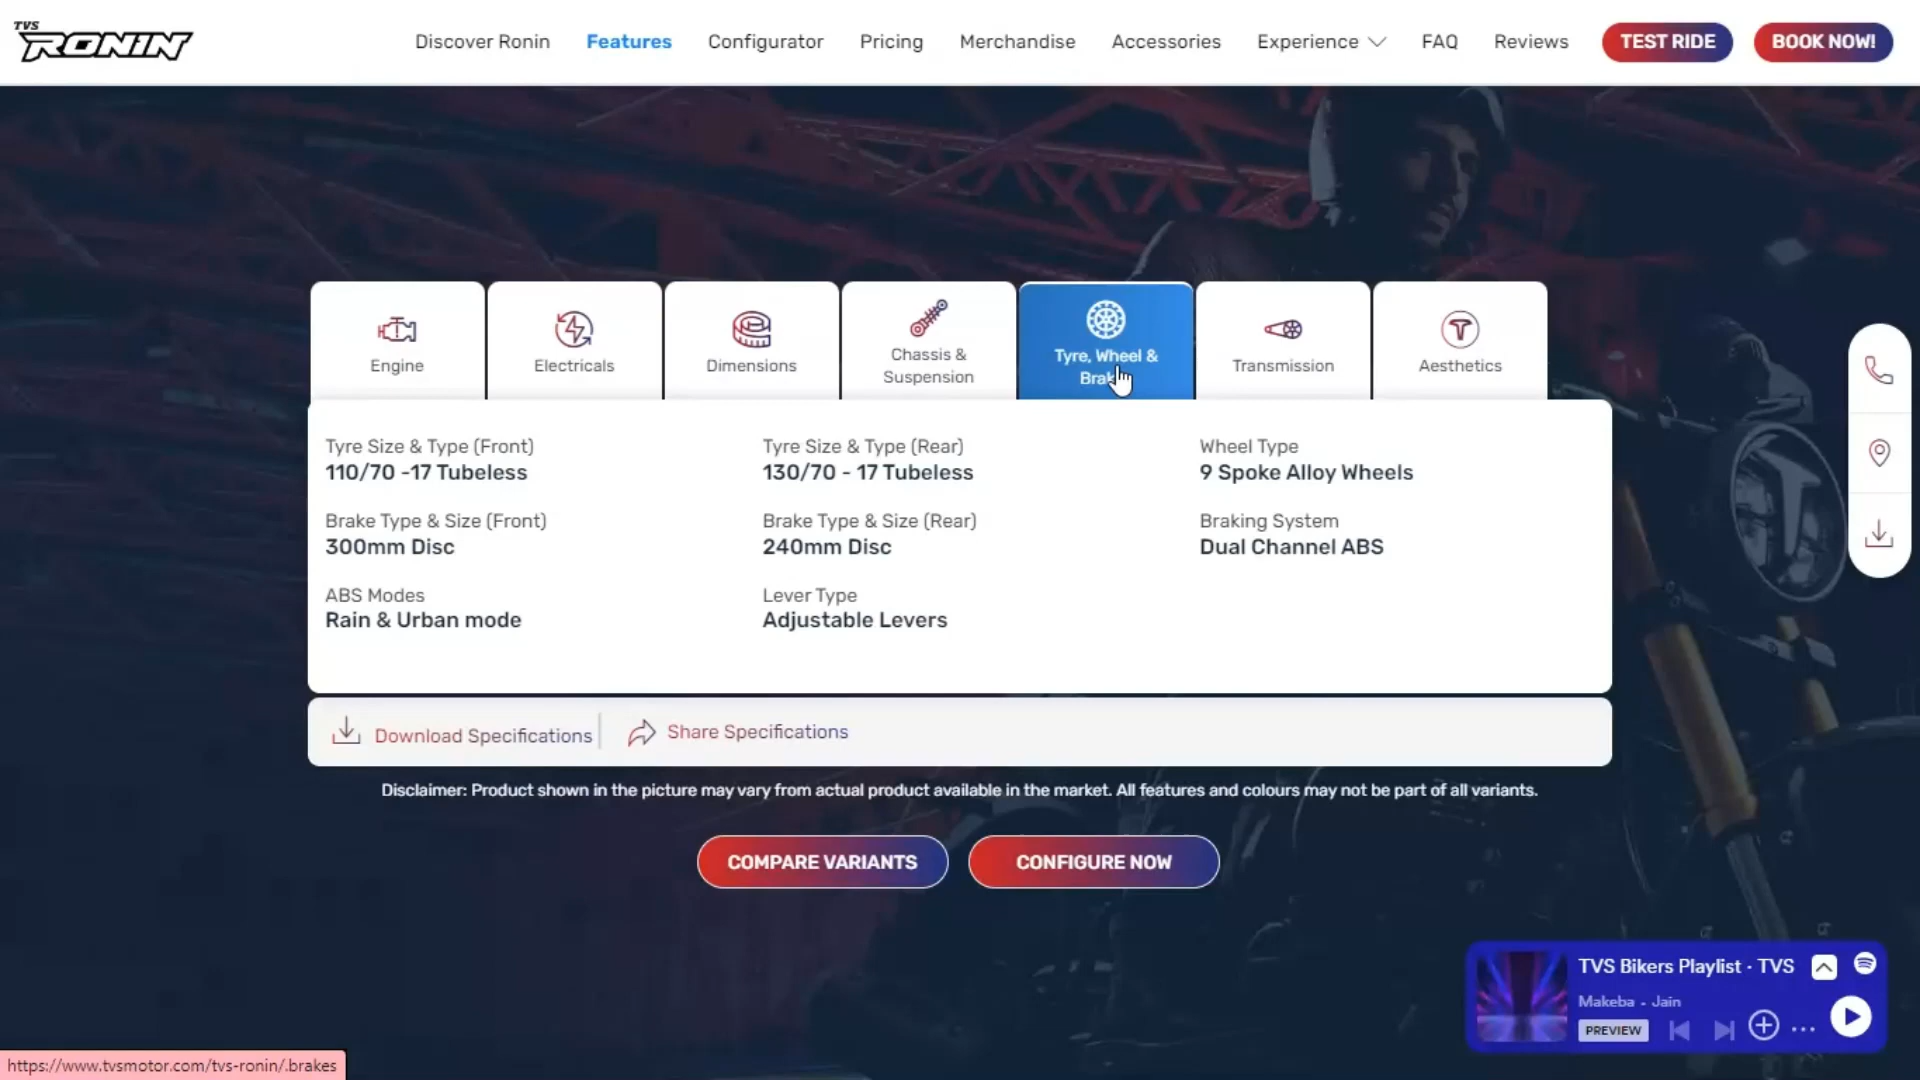 TVS
RONIN
Discover Ronin
Features
Configurator
Pricing
Merchandise
Accessories
Experience
FAQ
Reviews
TEST RIDE
BOOK NOW!
Engine
Electricals
Dimensions
Chassis &
Suspension
Tyre, Wheel &
Transmission
Aesthetics
Tyre Size & Type (Front)
110/70 -17 Tubeless
Tyre Size & Type (Rear)
130/70 - 17 Tubeless
Wheel Type
9 Spoke Alloy Wheels
Brake Type & Size (Front)
300mm Disc
Brake Type & Size (Rear)
240mm Disc
Braking System
Dual Channel ABS
ABS Modes
Rain & Urban mode
Lever Type
Adjustable Levers
Download Specifications
Share Specifications
Disclaimer: Product shown in the picture may vary from actual product available in the market. All features and colours may not be part of all variants.
COMPARE VARIANTS
CONFIGURE NOW
TVS Bikers Playlist · TVS
Makeba - Jain
PREVIEW
https://www.tvsmotor.com/tvs-ronin/.brakes